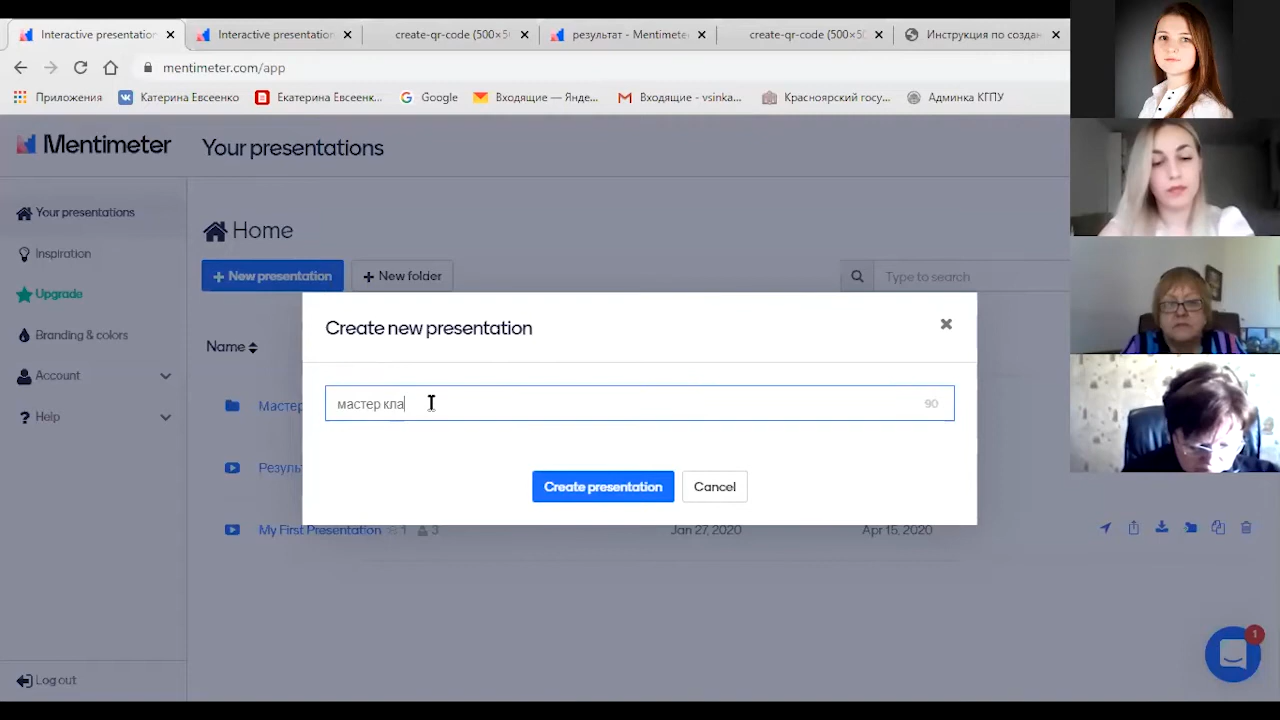 Interactive presentatior
Interactive presentation
create-qr-code (500×5
результат - Mentimete
create-qr-code (500×5
Инструкция по создан
mentimeter.com/app
Приложения
Катерина Евсеенко
Екатерина Евсеенк...
Google
Входящие — Янде...
Входящие - vsinka...
Красноярский госу...
Админка КГПУ
Mentimeter
Your presentations
Your presentations
Inspiration
Upgrade
Branding & colors
Account
Help
Log out
Home
+ New presentation
+ New folder
Type to search
Name
Мастер
Резуль
My First Presentation
1
3
Jan 27, 2020
Apr 15, 2020
Create new presentation
мастер кла
90
Create presentation
Cancel
1